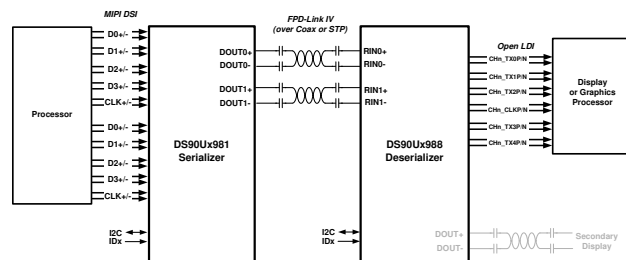 MIPI DSI
FPD-Link IV
(over Coax or STP)
Open LDI
Processor
D0+/-
D1+/-
D2+/-
D3+/-
CLK+/-
D0+/-
D1+/-
D2+/-
D3+/-
CLK+/-
I2C
IDx
DS90Ux981
Serializer
DOUT0+
DOUT0-
DOUT1+
DOUT1-
RIN0+
RIN0-
RIN1+
RIN1-
DS90Ux988
Deserializer
I2C
IDx
CHn_TX0P/N
CHn_TX1P/N
CHn_TX2P/N
CHn_CLKP/N
CHn_TX3P/N
CHn_TX4P/N
Display
or Graphics
Processor
DOUT+
DOUT-
Secondary
Display